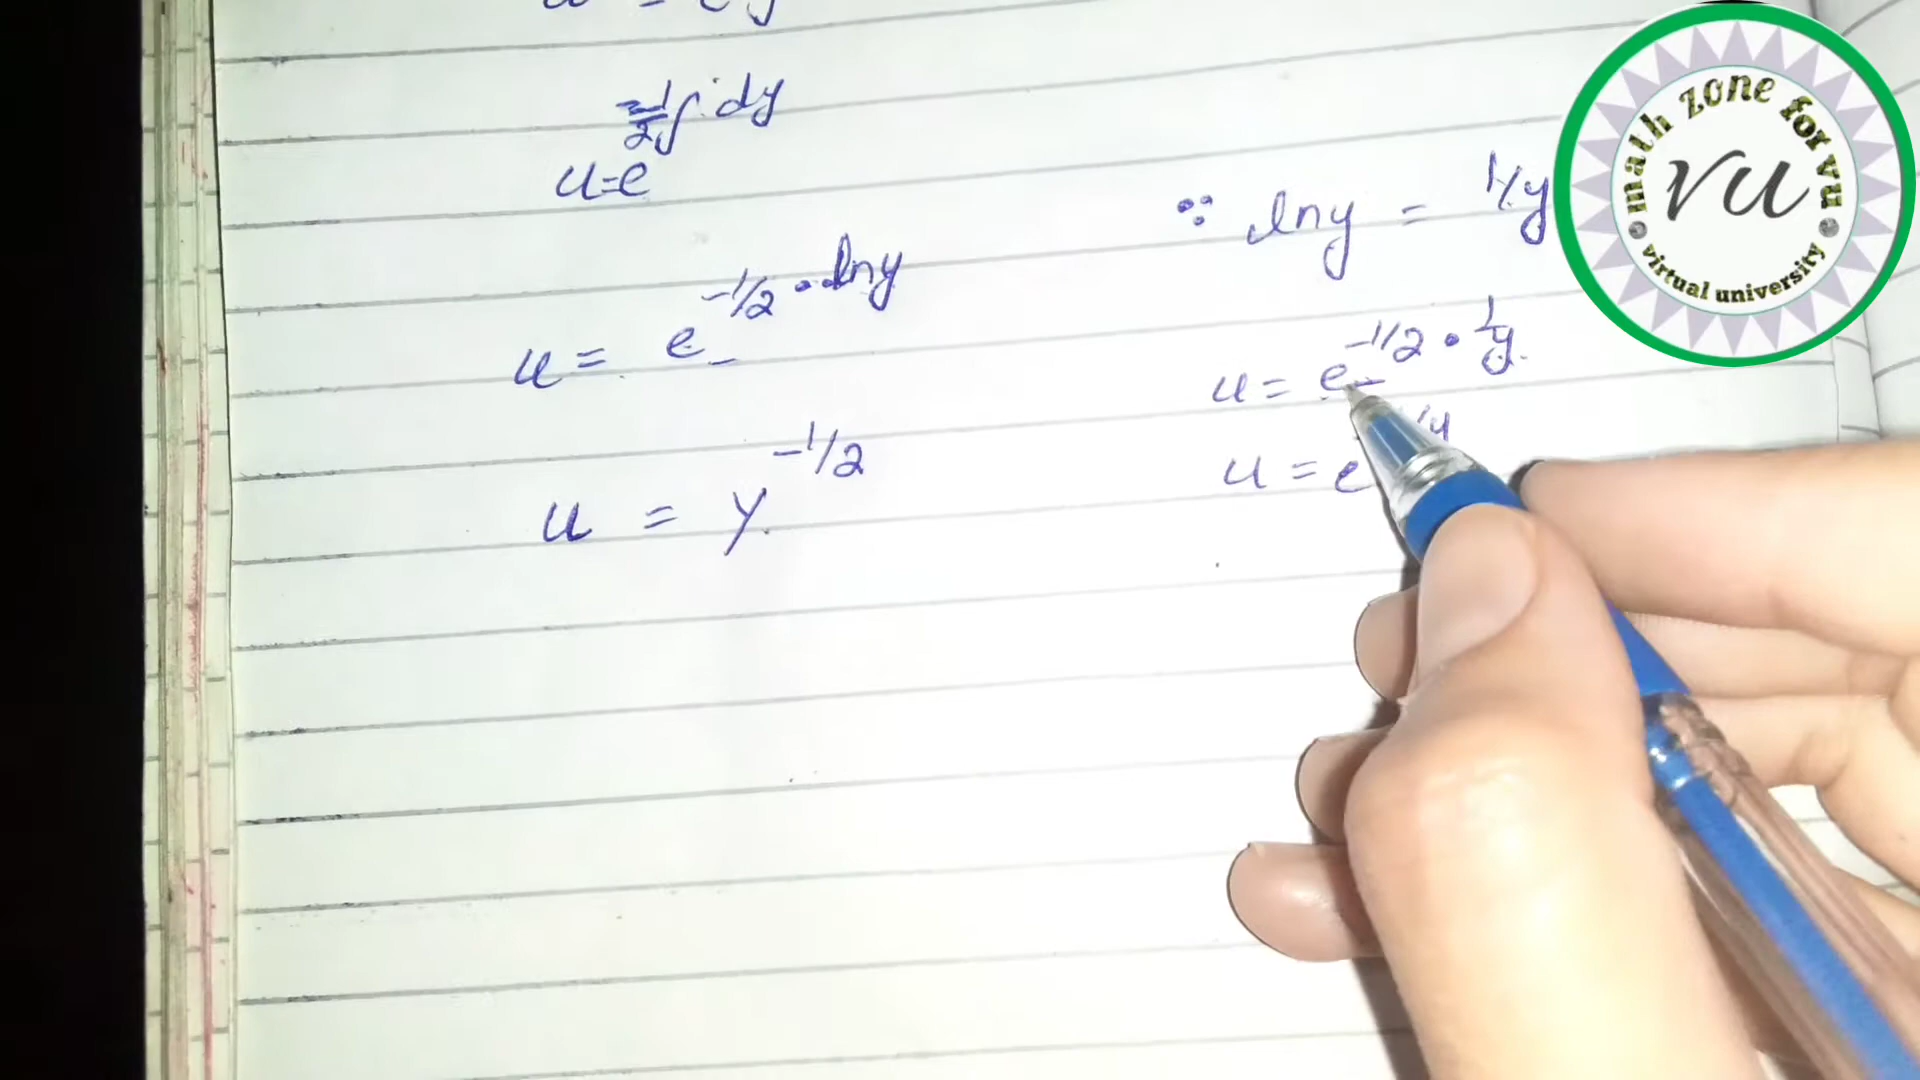 u=e^{-1/2 ∫ dy}
u = e^{-1/2 · lny}
u = y^{-1/2}
∵ lny = 1/y
u = e^{-1/2 · 1/y}
u = e
math zone for vu
vu
virtual university